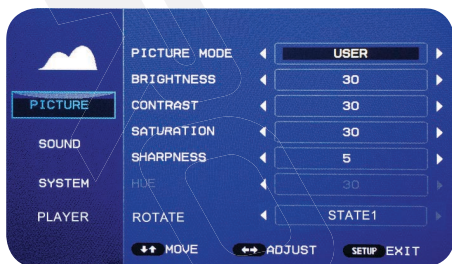 PICTURE MODE USER
BRIGHTNESS 30
PICTURE CONTRAST 30
SATURATION 30
SOUND
SHARPNESS 5
SYSTEM HUE 30
PLAYER ROTATE STATE1
MOVE ADJUST SETUP EXIT